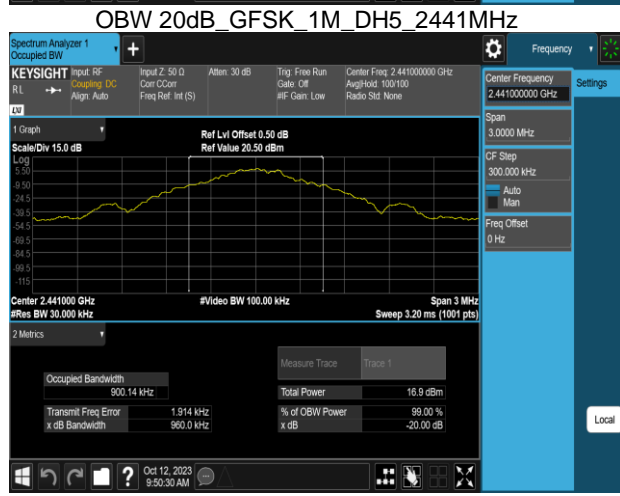 OBW 20dB_GFSK_1M_DH5_2441MHz
Spectrum Analyzer 1
Occupied BW
Frequency
KEYSIGHT Input: RF Input Z: 50 Ω Atten: 30 dB Trig: Free Run Center Freq: 2.441000000 GHz
RL Coupling: DC Corr CCorr Gate: Off Avg|Hold: 100/100
Align: Auto Freq Ref: Int (S) #IF Gain: Low Radio Std: None
LXI
Center Frequency
2.441000000 GHz
Settings
Span
3.0000 MHz
CF Step
300.000 kHz
Auto
Man
Freq Offset
0 Hz
1 Graph
Ref Lvl Offset 0.50 dB
Scale/Div 15.0 dB Ref Value 20.50 dBm
Log
5.50
-9.50
-24.5
-39.5
-54.5
-69.5
-84.5
-99.5
-115
Center 2.441000 GHz #Video BW 100.00 kHz Span 3 MHz
#Res BW 30.000 kHz Sweep 3.20 ms (1001 pts)
2 Metrics
Measure Trace Trace 1
Occupied Bandwidth
900.14 kHz Total Power 16.9 dBm
Transmit Freq Error 1.914 kHz % of OBW Power 99.00 %
x dB Bandwidth 960.0 kHz x dB -20.00 dB
Local
? Oct 12, 2023
9:50:30 AM